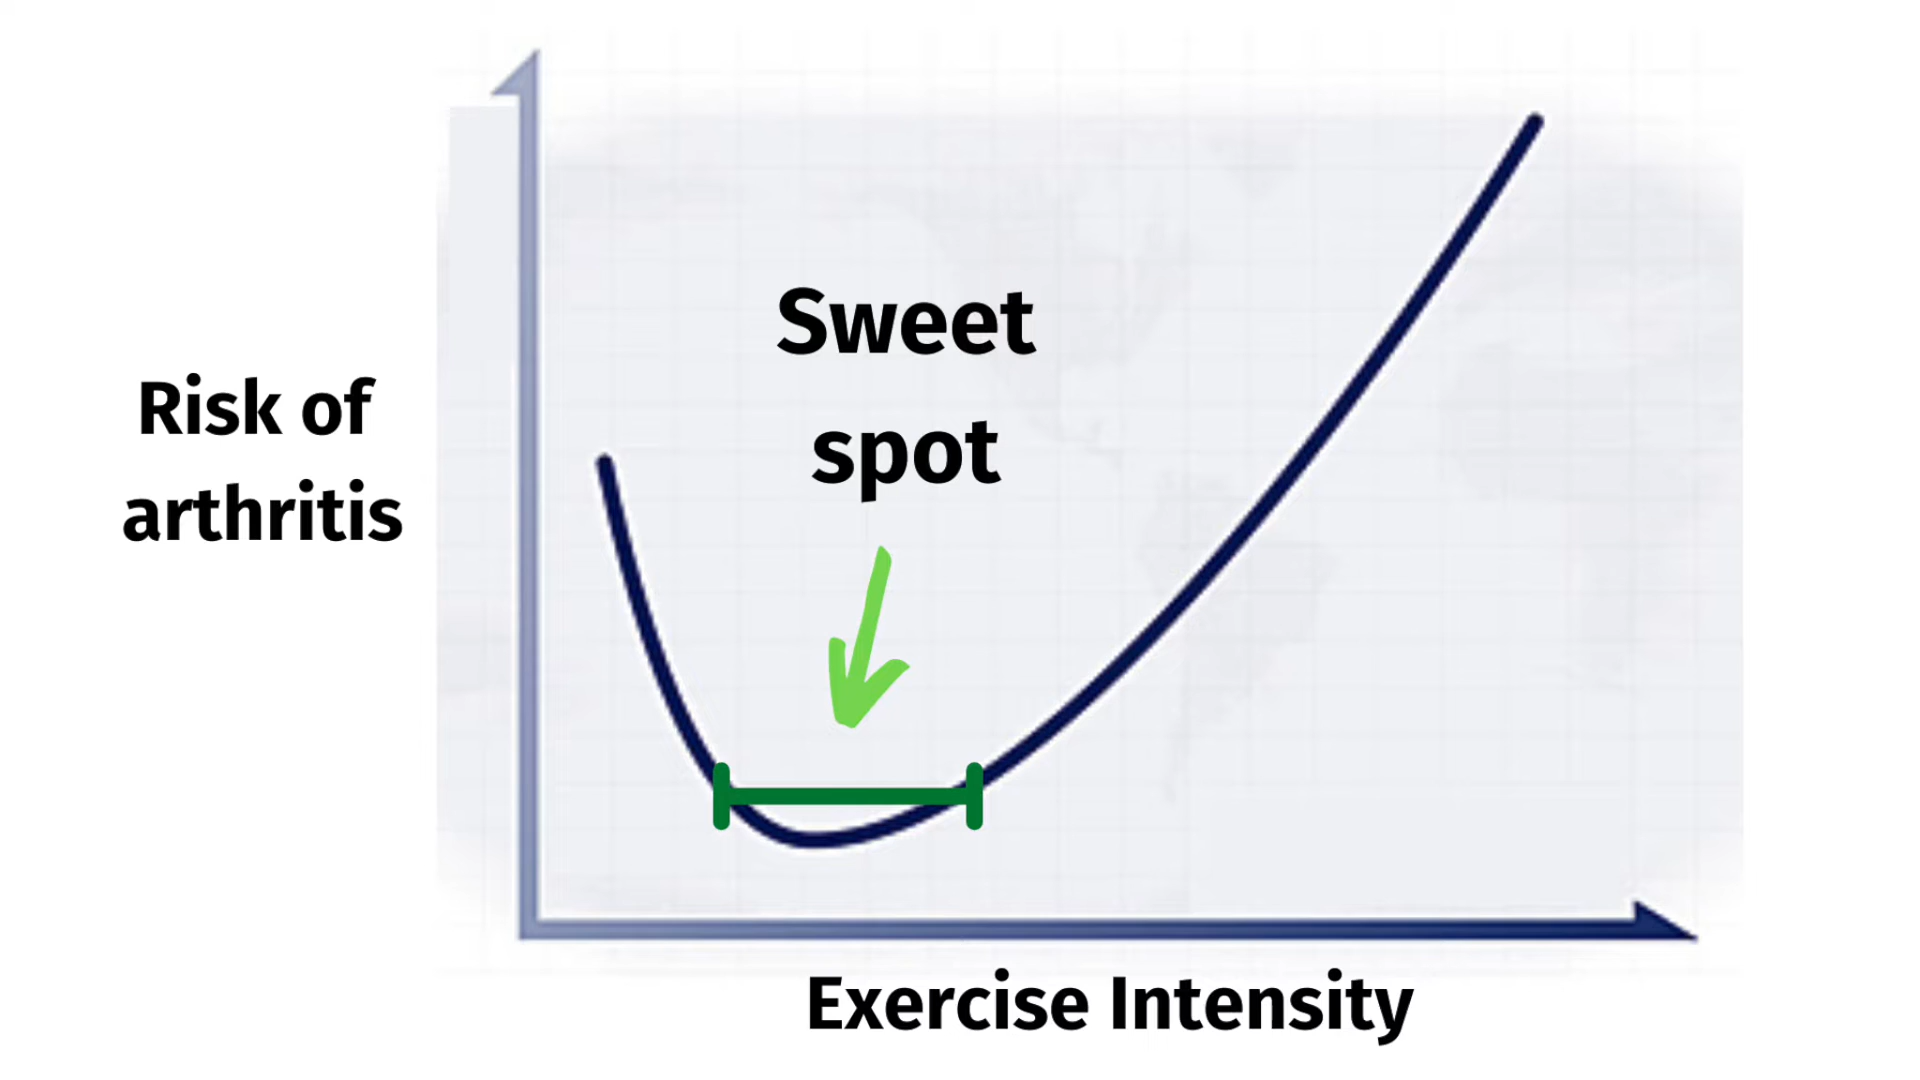 Sweet
spot
Risk of
arthritis
Exercise Intensity